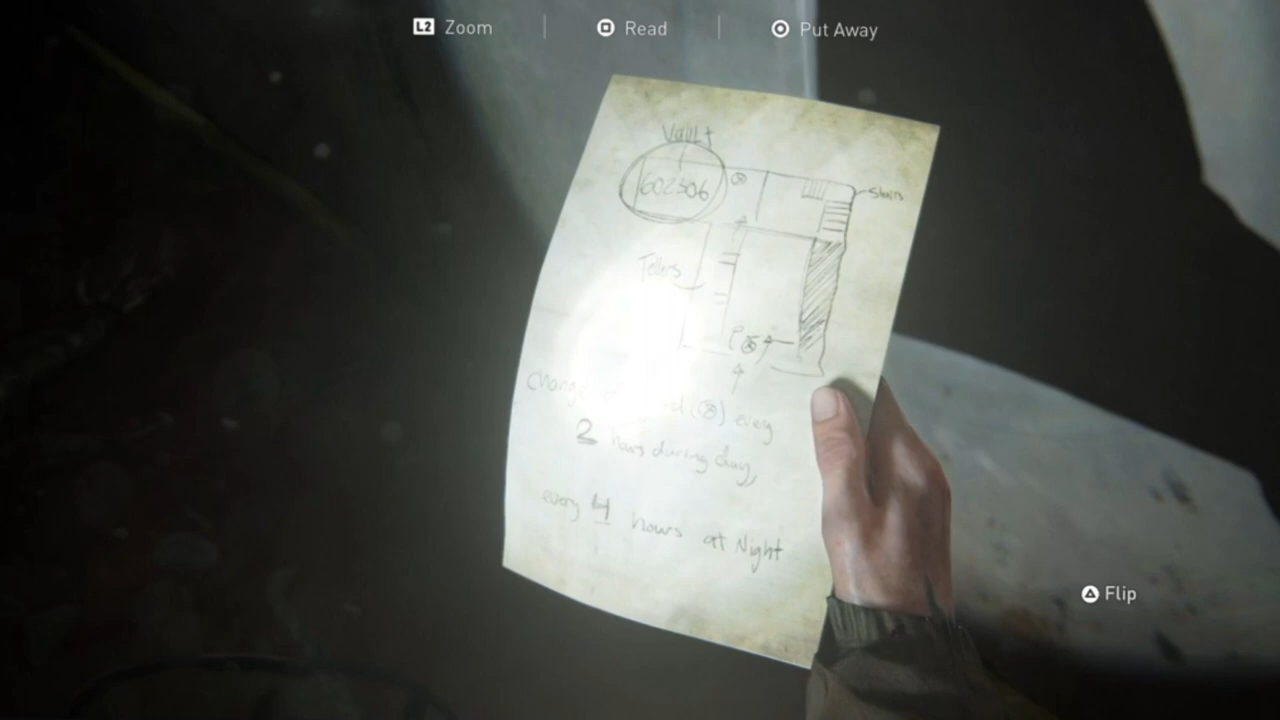 L2 Zoom
Read
Put Away
Vault
602306
Stairs
Tellers
Change every
2 hours during day,
every 4 hours at Night
Flip